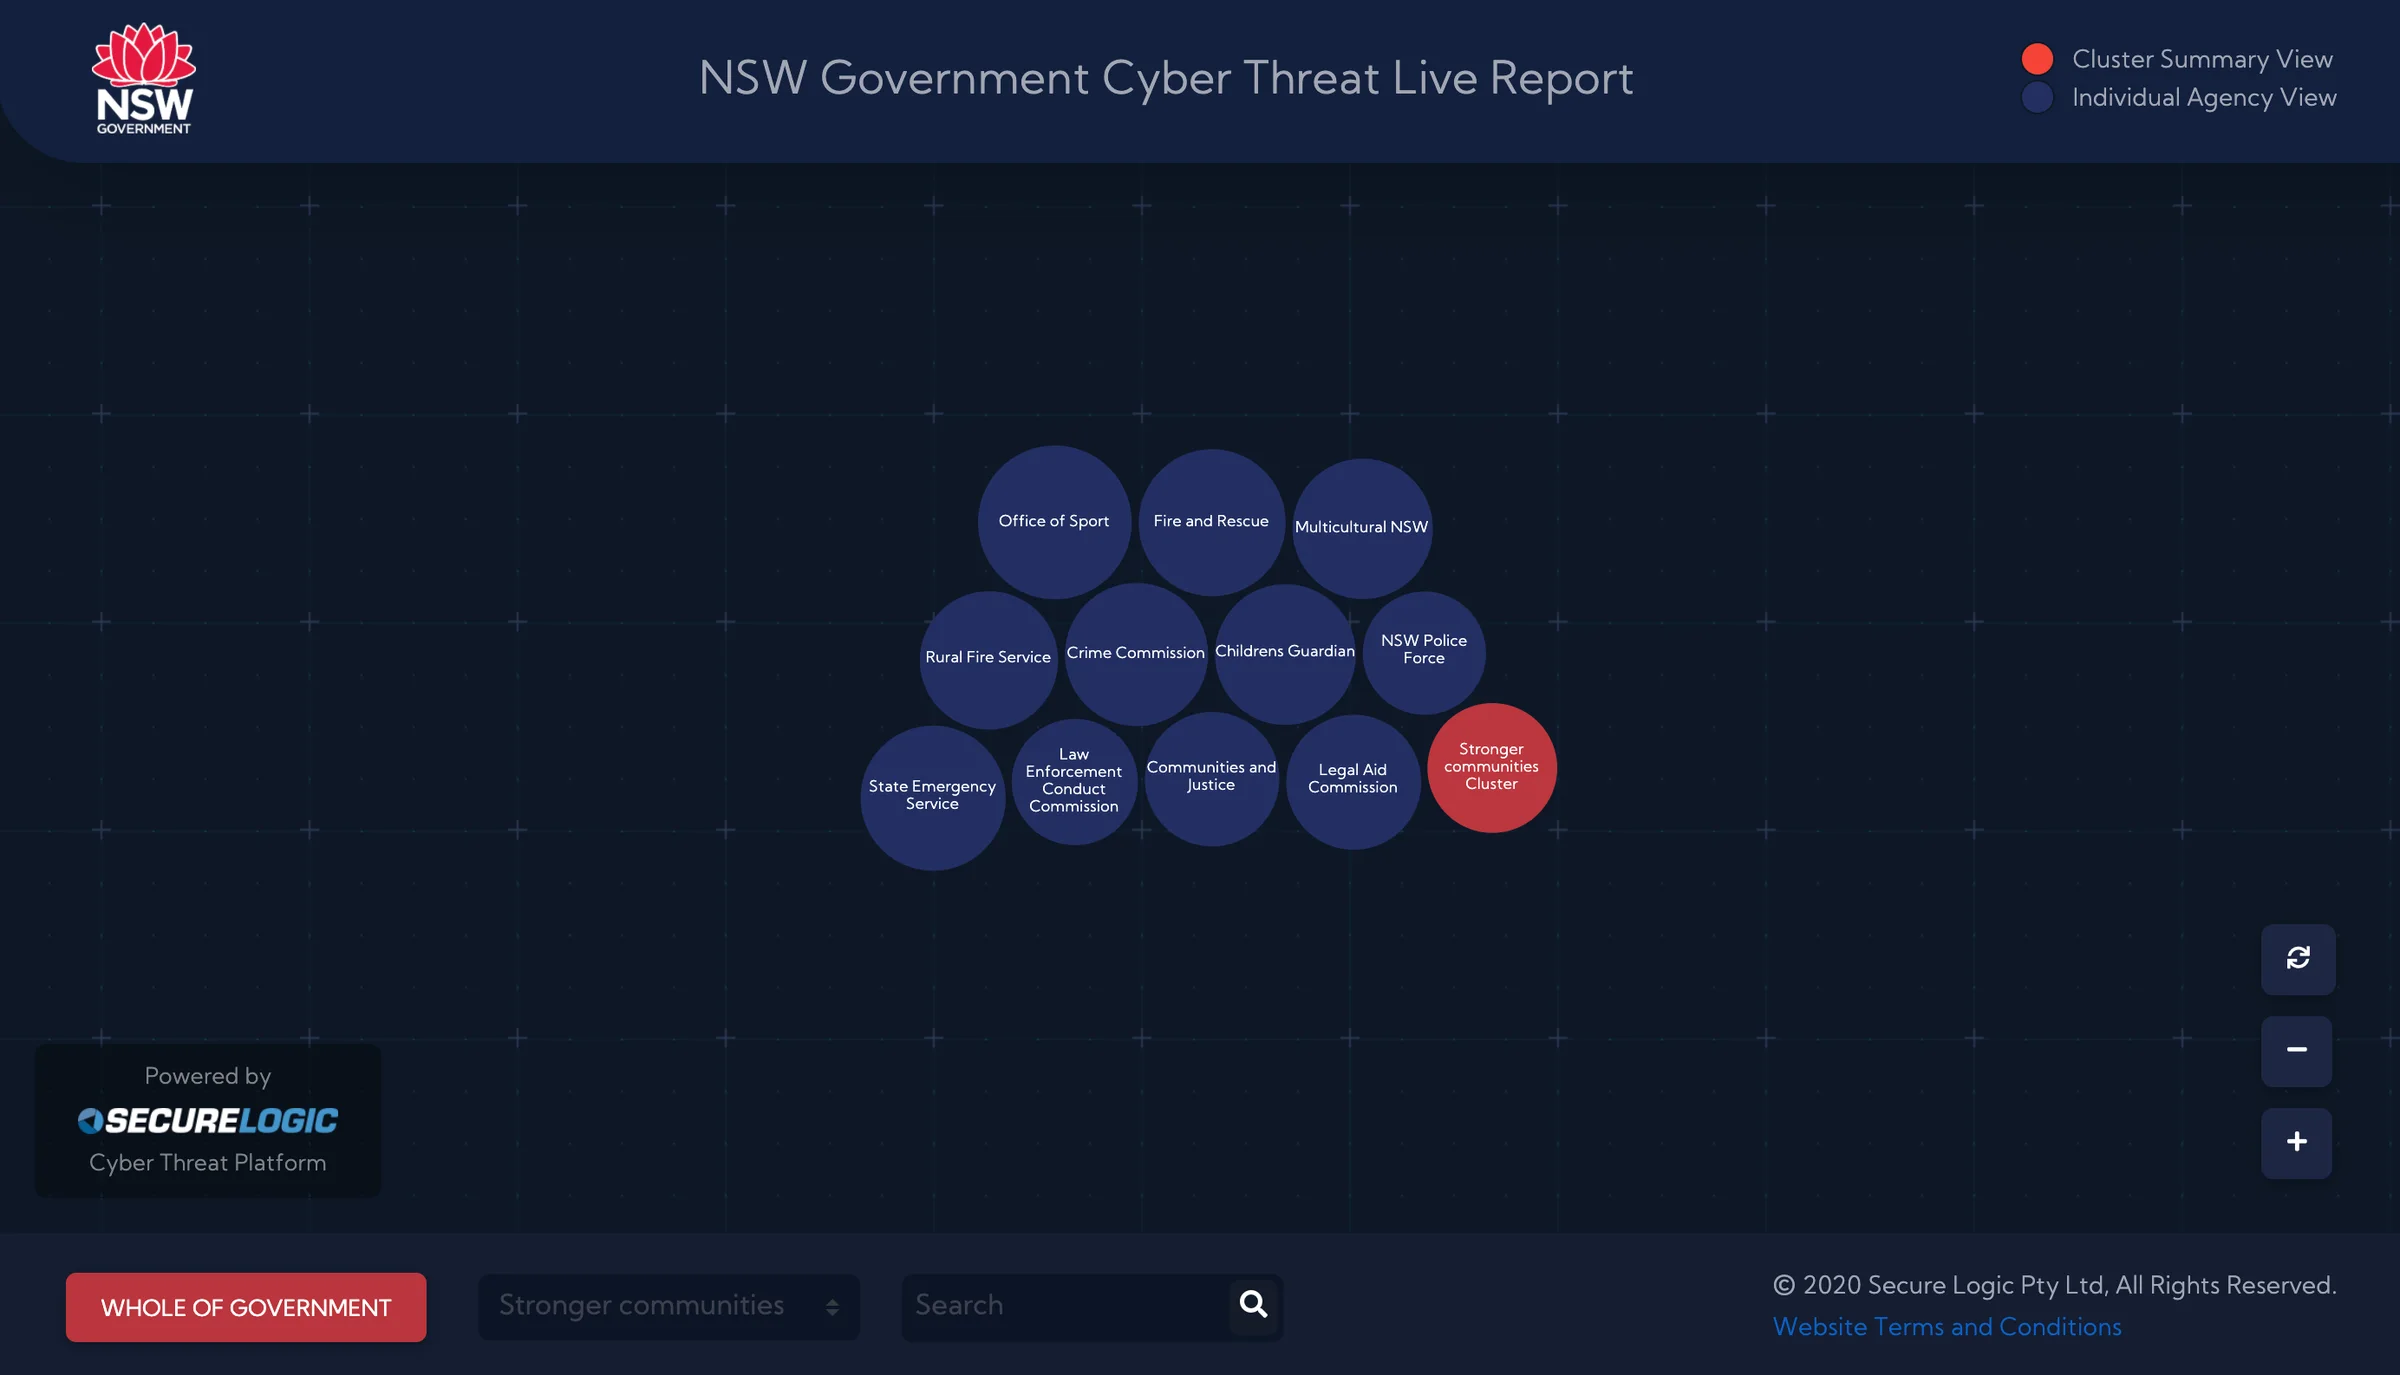 NSW
GOVERNMENT
NSW Government Cyber Threat Live Report
Cluster Summary View
Individual Agency View
Office of Sport
Fire and Rescue
Multicultural NSW
Rural Fire Service
Crime Commission
Childrens Guardian
NSW Police
Force
State Emergency
Service
Law
Enforcement
Conduct
Commission
Communities and
Justice
Legal Aid
Commission
Stronger
communities
Cluster
Powered by
SECURELOGIC
Cyber Threat Platform
WHOLE OF GOVERNMENT
Stronger communities
Search
© 2020 Secure Logic Pty Ltd, All Rights Reserved.
Website Terms and Conditions